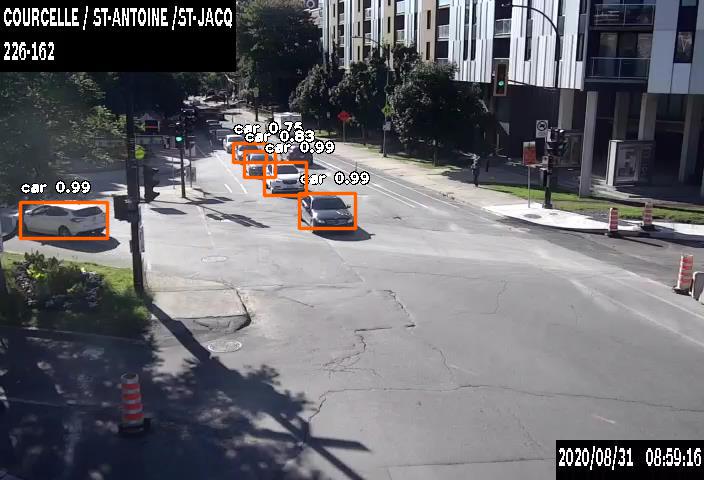 COURCELLE / ST-ANTOINE /ST-JACQ
226-162
car 0.75
car 0.83
car 0.99
car 0.99
car 0.99
2020/08/31 08:59:16